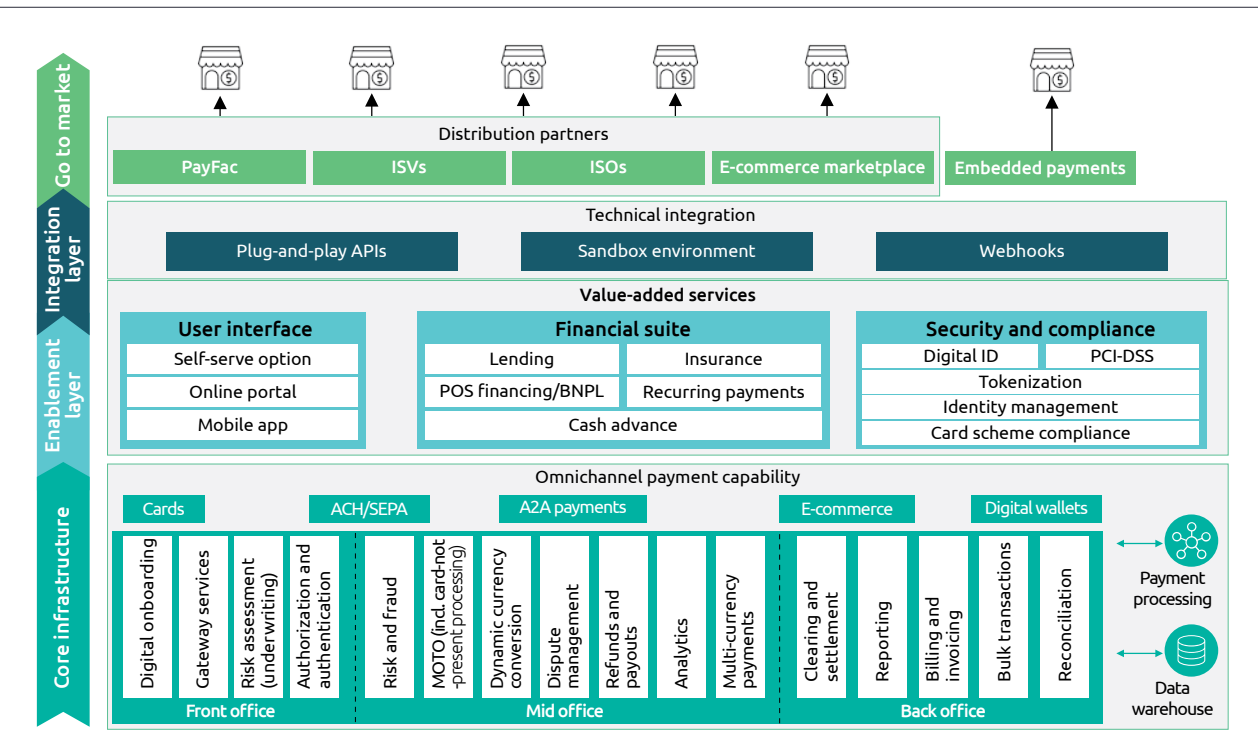 Go to market
Distribution partners
PayFac
ISVs
ISOs
E-commerce marketplace
Embedded payments
Integration
layer
Technical integration
Plug-and-play APIs
Sandbox environment
Webhooks
Enablement
layer
Value-added services
User interface
Self-serve option
Online portal
Mobile app
Financial suite
Lending
Insurance
POS financing/BNPL
Recurring payments
Cash advance
Security and compliance
Digital ID
PCI-DSS
Tokenization
Identity management
Card scheme compliance
Core infrastructure
Omnichannel payment capability
Cards
ACH/SEPA
A2A payments
E-commerce
Digital wallets
Digital onboarding
Gateway services
Risk assessment
(underwriting)
Authorization and
authentication
Front office
Risk and fraud
MOTO (incl. card-not
-present processing)
Dynamic currency
conversion
Dispute
management
Refunds and
payouts
Analytics
Multi-currency
payments
Mid office
Clearing and
settlement
Reporting
Billing and
invoicing
Bulk transactions
Reconciliation
Back office
Payment
processing
Data
warehouse